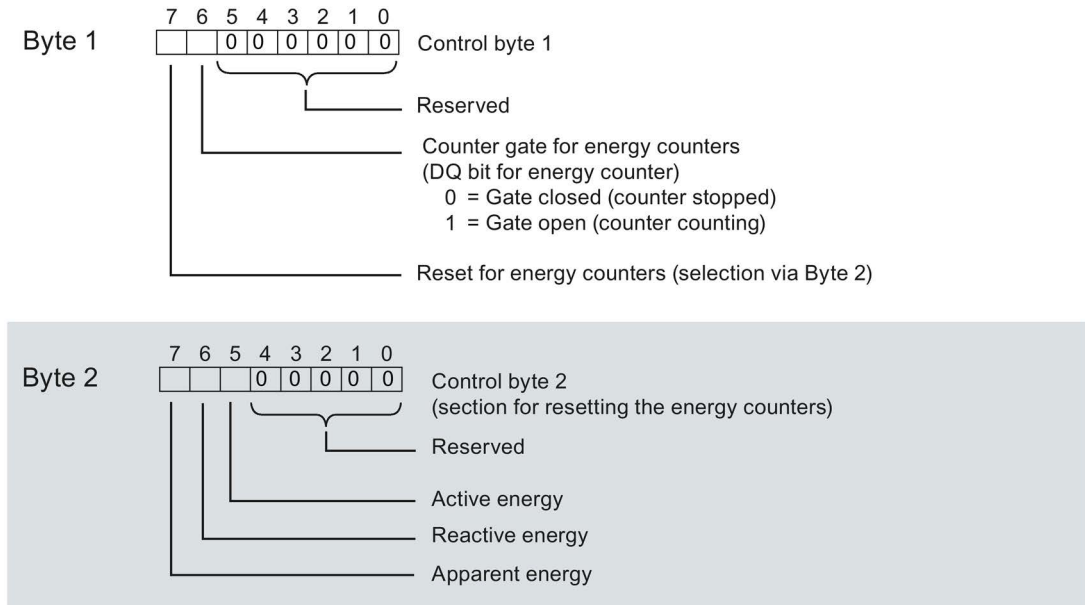 7 6 5 4 3 2 1 0
Byte 1 0 0 0 0 0 0 Control byte 1
Reserved
Counter gate for energy counters
(DQ bit for energy counter)
0 = Gate closed (counter stopped)
1 = Gate open (counter counting)
Reset for energy counters (selection via Byte 2)
7 6 5 4 3 2 1 0
Byte 2 0 0 0 0 0 Control byte 2
(section for resetting the energy counters)
Reserved
Active energy
Reactive energy
Apparent energy